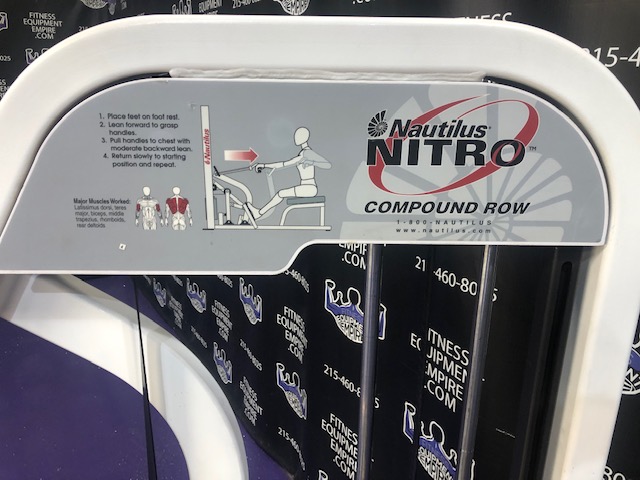 FITNESS
EQUIPMENT
EMPIRE
.COM
FITNESS
215-4
1. Place feet on foot rest.
2. Lean forward to grasp
handles.
3. Pull handles to chest with
moderate backward lean.
4. Return slowly to starting
position and repeat.
Nautilus
Major Muscles Worked:
Latissimus dorsi, teres
major, biceps, middle
trapezius, rhomboids,
rear deltoids.
Nautilus
NITRO™
COMPOUND ROW
1-800-NAUTILUS
www.nautilus.com
FITNESS
EQUIPMENT
EMPIRE
.COM
215-460-8025